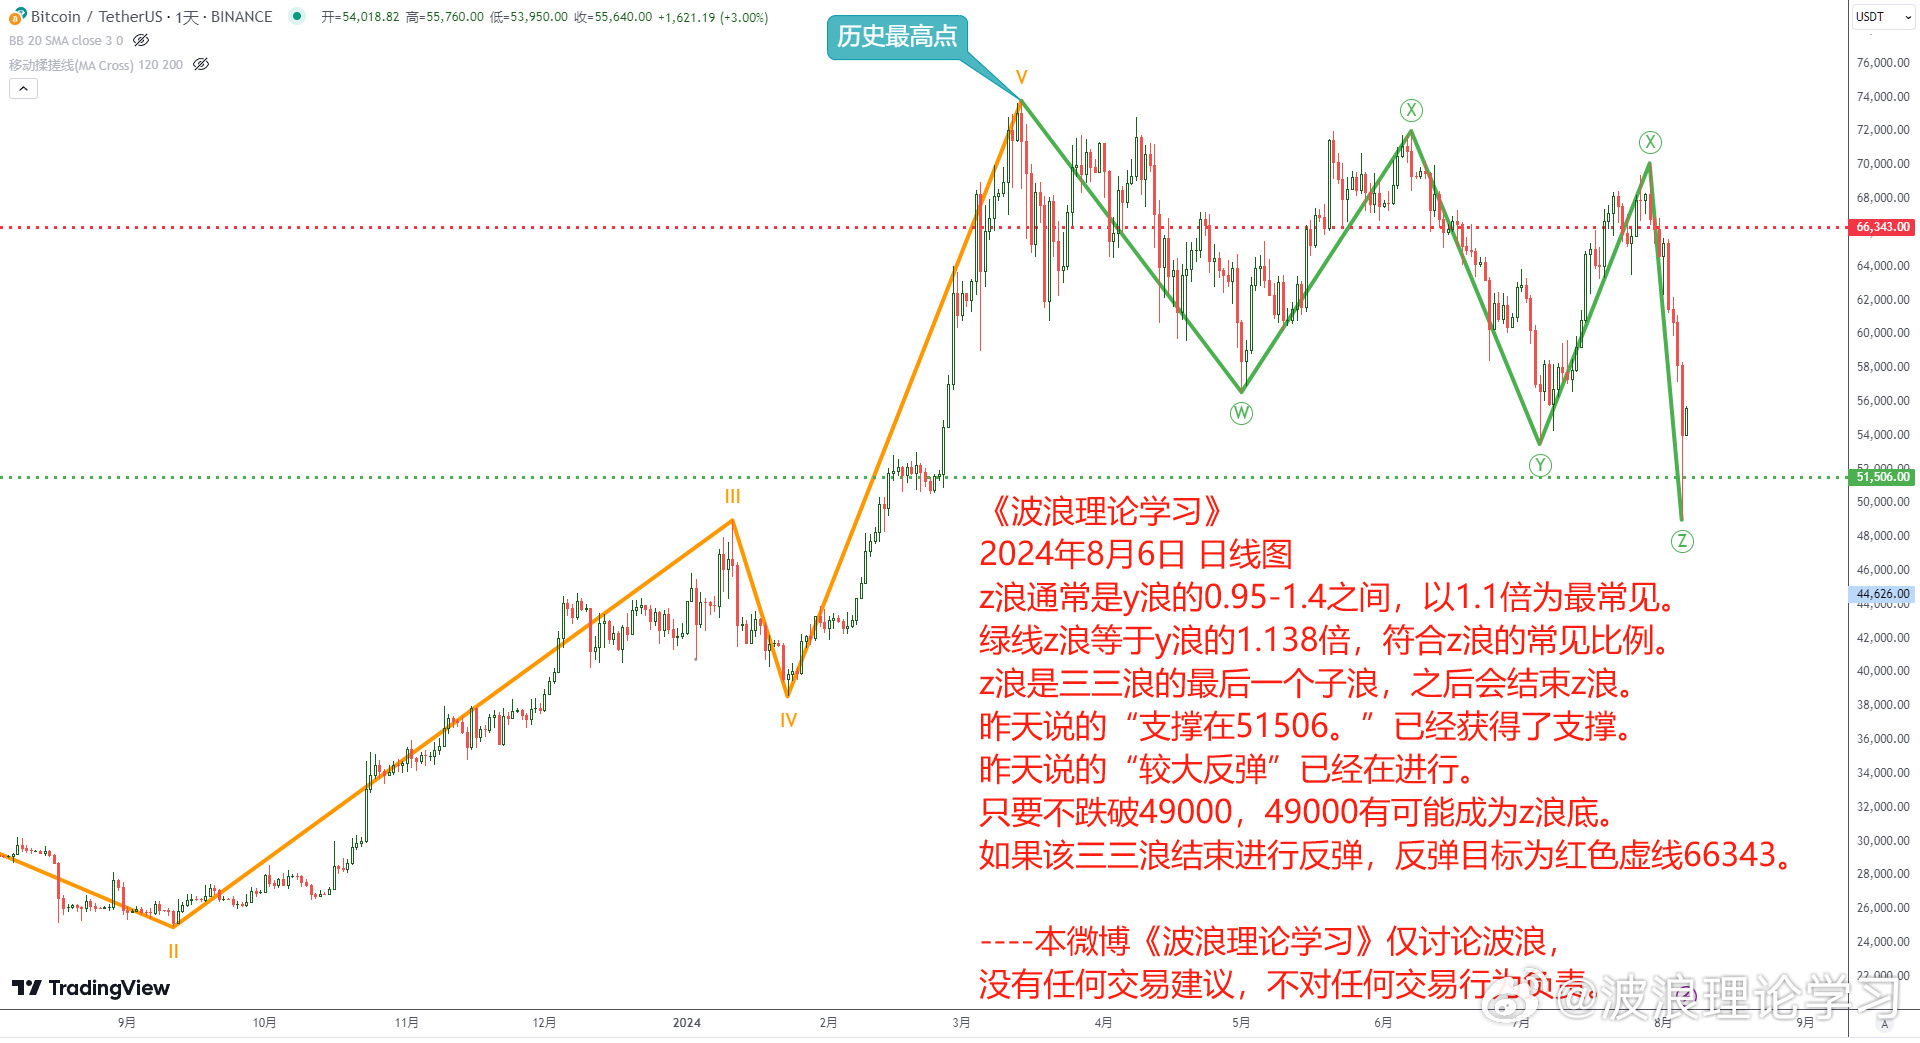 Bitcoin / TetherUS · 1天 · BINANCE 开=54,018.82 高=55,760.00 低=53,950.00 收=55,640.00 +1,621.19 (+3.00%)
USDT
BB 20 SMA close 3 0
移动揉搓线(MA Cross) 120 200
历史最高点
V
X
X
W
Y
Z
III
IV
II
76,000.00
74,000.00
72,000.00
70,000.00
68,000.00
66,343.00
64,000.00
62,000.00
60,000.00
58,000.00
56,000.00
54,000.00
52,000.00
51,506.00
50,000.00
48,000.00
46,000.00
44,626.00
44,000.00
42,000.00
40,000.00
38,000.00
36,000.00
34,000.00
32,000.00
30,000.00
28,000.00
26,000.00
24,000.00
22,000.00
《波浪理论学习》
2024年8月6日 日线图
z浪通常是y浪的0.95-1.4之间，以1.1倍为最常见。
绿线z浪等于y浪的1.138倍，符合z浪的常见比例。
z浪是三三浪的最后一个子浪，之后会结束z浪。
昨天说的“支撑在51506。”已经获得了支撑。
昨天说的“较大反弹”已经在进行。
只要不跌破49000，49000有可能成为z浪底。
如果该三三浪结束进行反弹，反弹目标为红色虚线66343。
----本微博《波浪理论学习》仅讨论波浪，
没有任何交易建议，不对任何交易行为负责。
@波浪理论学习
TradingView
9月 10月 11月 12月 2024 2月 3月 4月 5月 6月 7月 8月 9月
A